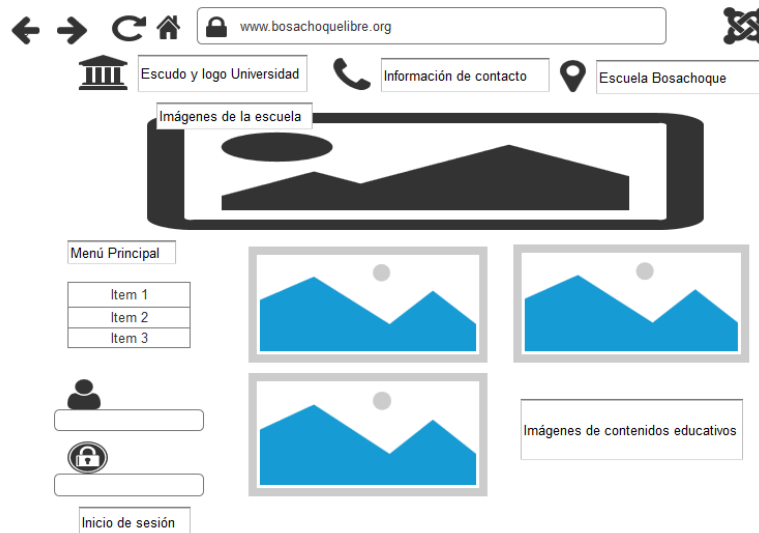 www.bosachoquelibre.org
Escudo y logo Universidad
Información de contacto
Escuela Bosachoque
Imágenes de la escuela
Menú Principal
Item 1
Item 2
Item 3
Imágenes de contenidos educativos
Inicio de sesión